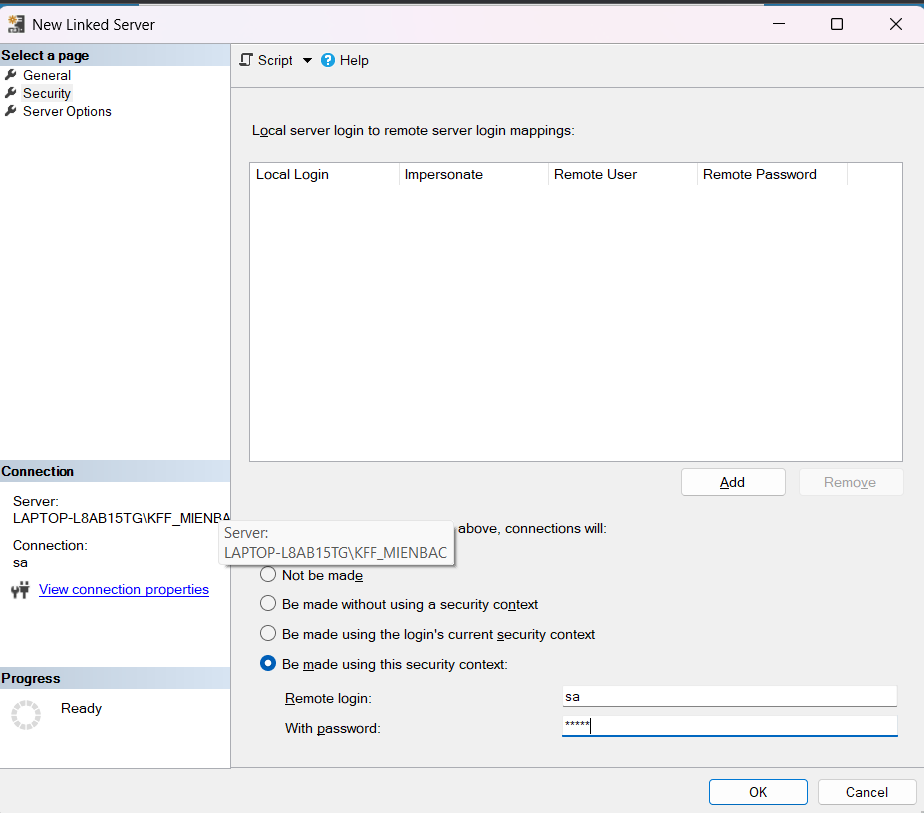 New Linked Server
Select a page
General
Security
Server Options
Script
Help
Local server login to remote server login mappings:
Local Login Impersonate Remote User Remote Password
Add Remove
Connection
Server:
LAPTOP-L8AB15TG\KFF_MIENBA
Connection:
sa
View connection properties
Server:
LAPTOP-L8AB15TG\KFF_MIENBAC
above, connections will:
Not be made
Be made without using a security context
Be made using the login's current security context
Be made using this security context:
Remote login: sa
With password: *****
Progress
Ready
OK Cancel